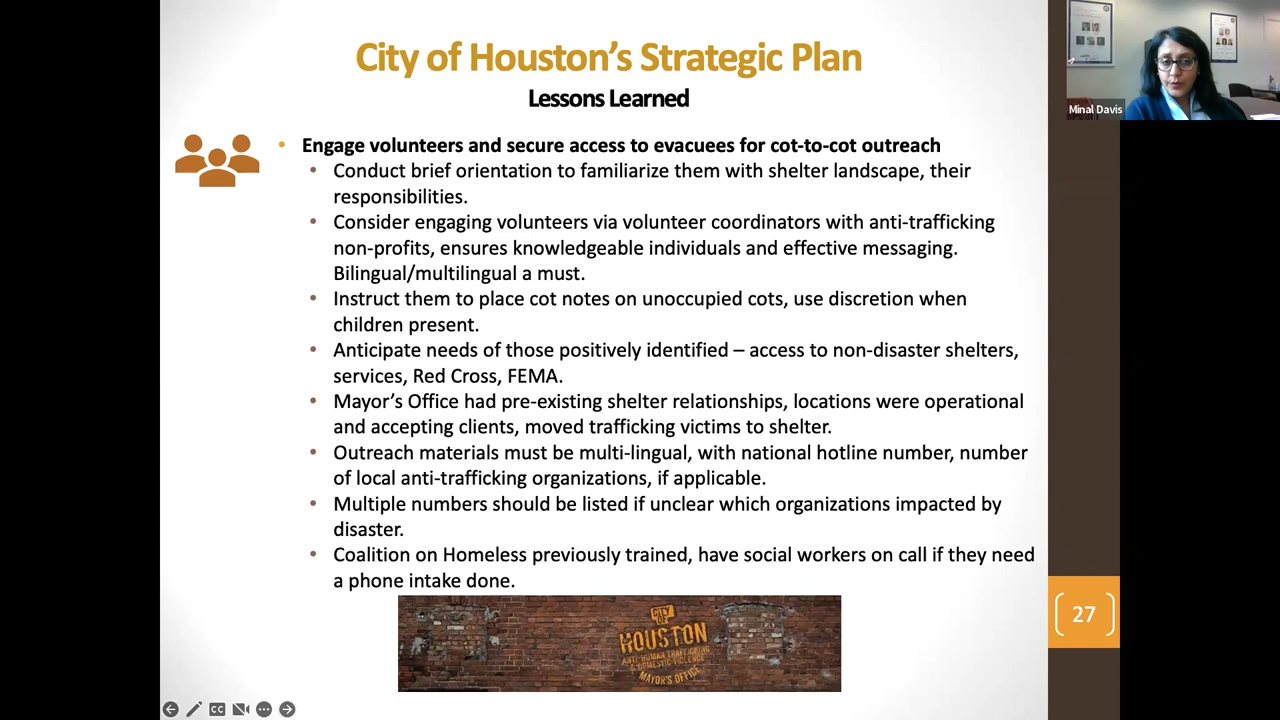 City of Houston's Strategic Plan
Lessons Learned
• Engage volunteers and secure access to evacuees for cot-to-cot outreach
• Conduct brief orientation to familiarize them with shelter landscape, their
responsibilities.
• Consider engaging volunteers via volunteer coordinators with anti-trafficking
non-profits, ensures knowledgeable individuals and effective messaging.
Bilingual/multilingual a must.
• Instruct them to place cot notes on unoccupied cots, use discretion when
children present.
• Anticipate needs of those positively identified – access to non-disaster shelters,
services, Red Cross, FEMA.
• Mayor's Office had pre-existing shelter relationships, locations were operational
and accepting clients, moved trafficking victims to shelter.
• Outreach materials must be multi-lingual, with national hotline number, number
of local anti-trafficking organizations, if applicable.
• Multiple numbers should be listed if unclear which organizations impacted by
disaster.
• Coalition on Homeless previously trained, have social workers on call if they need
a phone intake done.
CITY
OF
HOUSTON
ANTI-HUMAN TRAFFICKING
& DOMESTIC VIOLENCE
MAYOR'S OFFICE
27
Minal Davis
CC